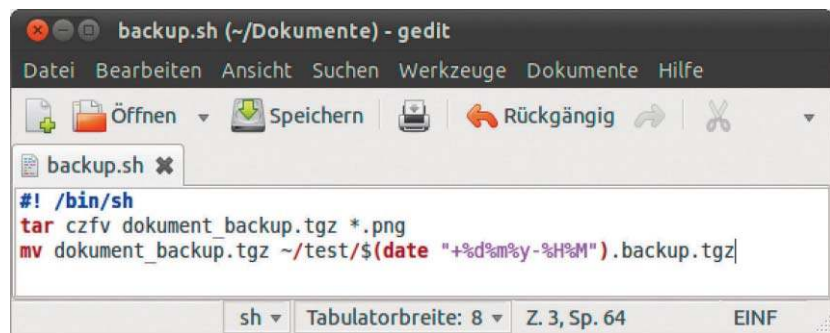 backup.sh (~/Dokumente) - gedit
Datei Bearbeiten Ansicht Suchen Werkzeuge Dokumente Hilfe
Öffnen Speichern Rückgängig
backup.sh
#! /bin/sh
tar czfv dokument_backup.tgz *.png
mv dokument_backup.tgz ~/test/$(date "+%d%m%y-%H%M").backup.tgz
sh Tabulatorbreite: 8 Z. 3, Sp. 64 EINF